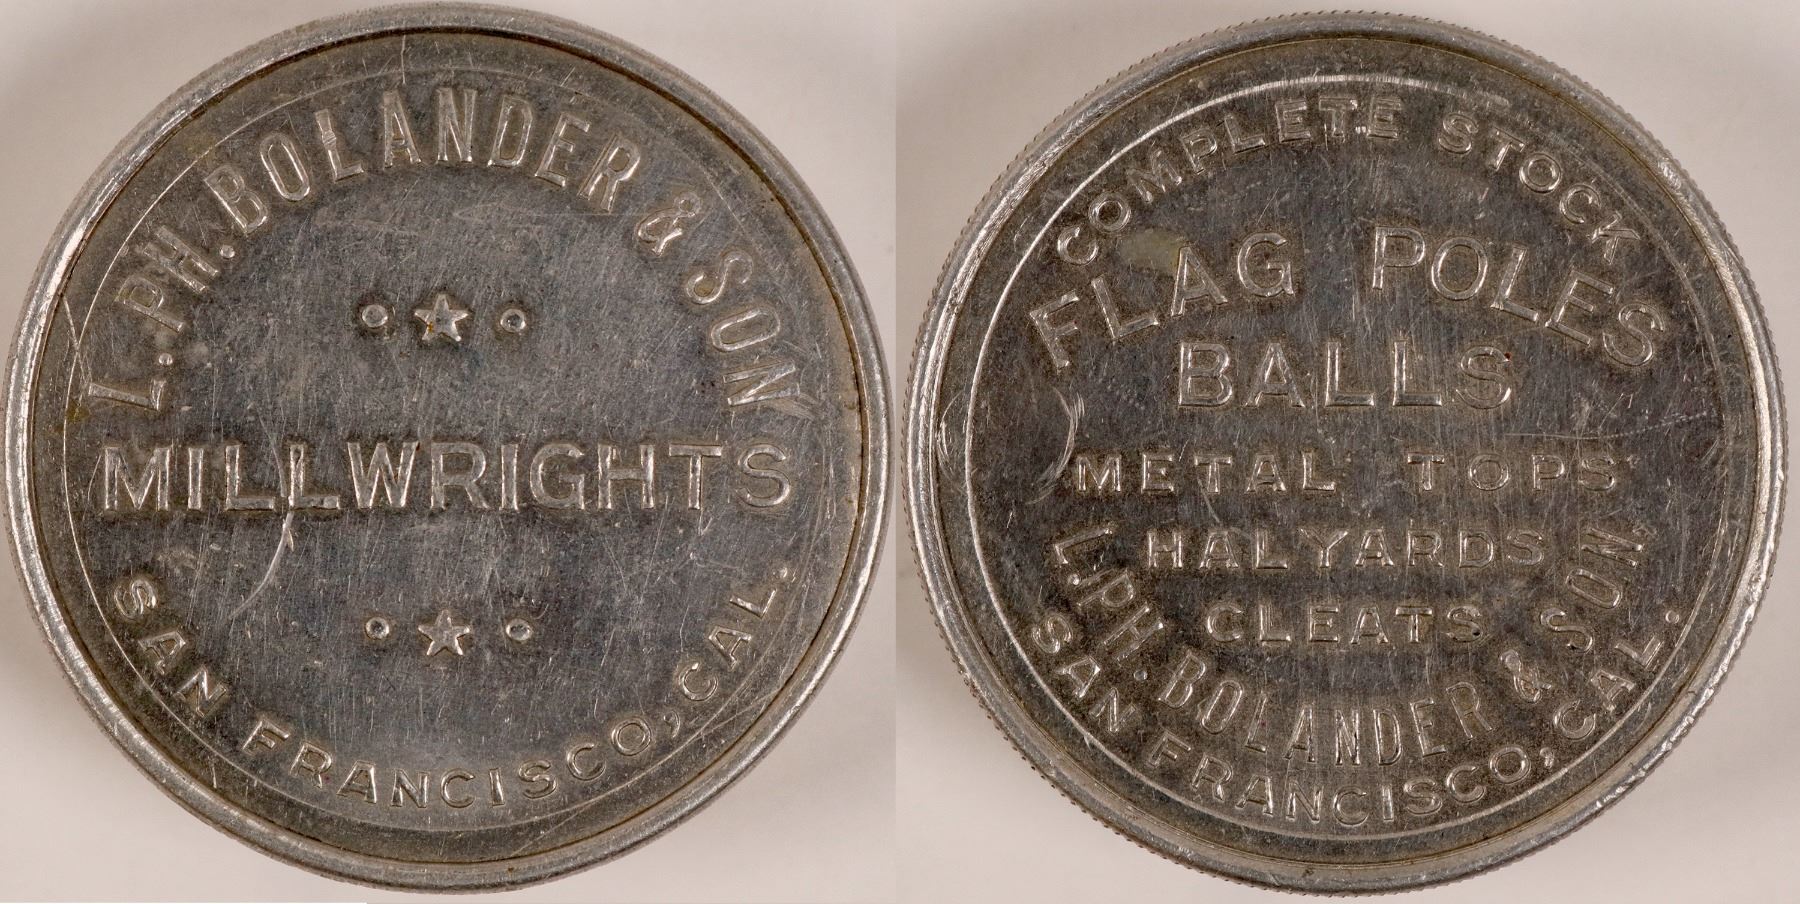 L. PH. BOLANDER & SON
MILLWRIGHTS
SAN FRANCISCO, CAL.
COMPLETE STOCK
FLAG POLES
BALLS
METAL TOPS
HALYARDS
CLEATS
L. PH. BOLANDER & SON.
SAN FRANCISCO, CAL.